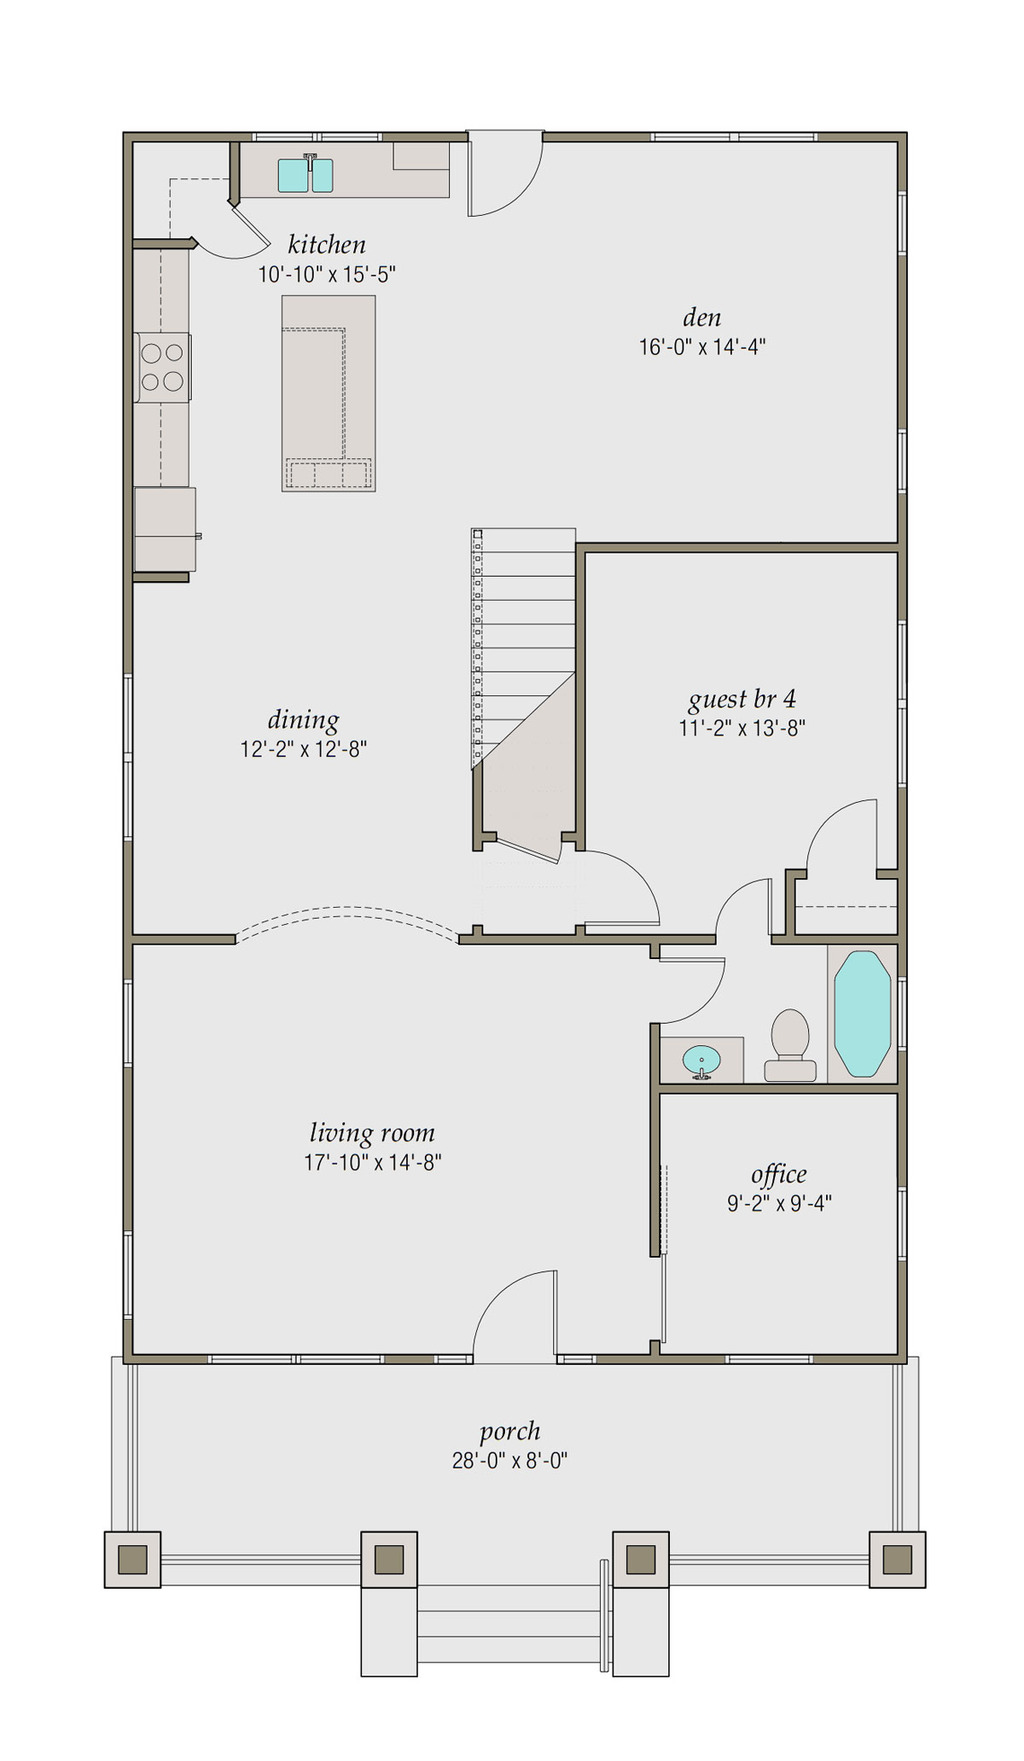 kitchen
10'-10" x 15'-5"
den
16'-0" x 14'-4"
guest br 4
11'-2" x 13'-8"
dining
12'-2" x 12'-8"
living room
17'-10" x 14'-8"
office
9'-2" x 9'-4"
porch
28'-0" x 8'-0"